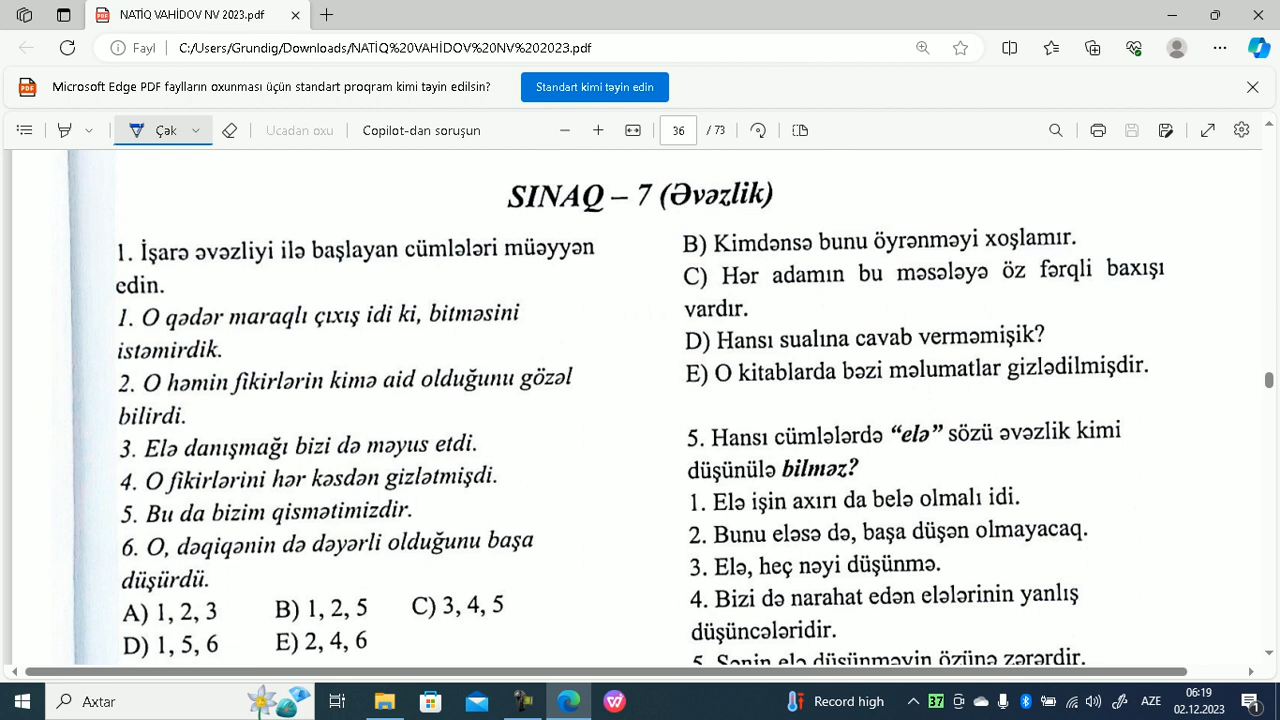 NATİQ VAHİDOV NV 2023.pdf
Fayl
C:/Users/Grundig/Downloads/NATİQ%20VAHİDOV%20NV%202023.pdf
Microsoft Edge PDF faylların oxunması üçün standart proqram kimi təyin edilsin?
Standart kimi təyin edin
Çək
Ucadan oxu
Copilot-dan soruşun
36
/ 73
SINAQ – 7 (Əvəzlik)
1. İşarə əvəzliyi ilə başlayan cümlələri müəyyən
edin.
1. O qədər maraqlı çıxış idi ki, bitməsini
istəmirdik.
2. O həmin fikirlərin kimə aid olduğunu gözəl
bilirdi.
3. Elə danışmağı bizi də məyus etdi.
4. O fikirlərini hər kəsdən gizlətmişdi.
5. Bu da bizim qismətimizdir.
6. O, dəqiqənin də dəyərli olduğunu başa
düşürdü.
A) 1, 2, 3 B) 1, 2, 5 C) 3, 4, 5
D) 1, 5, 6 E) 2, 4, 6
B) Kimdənsə bunu öyrənməyi xoşlamır.
C) Hər adamın bu məsələyə öz fərqli baxışı
vardır.
D) Hansı sualına cavab verməmişik?
E) O kitablarda bəzi məlumatlar gizlədilmişdir.
5. Hansı cümlələrdə “elə” sözü əvəzlik kimi
düşünülə bilməz?
1. Elə işin axırı da belə olmalı idi.
2. Bunu eləsə də, başa düşən olmayacaq.
3. Elə, heç nəyi düşünmə.
4. Bizi də narahat edən elələrinin yanlış
düşüncələridir.
5. Sənin elə düşünməyin özünə zərərdir.
Axtar
Record high
37
AZE
06:19
02.12.2023
1